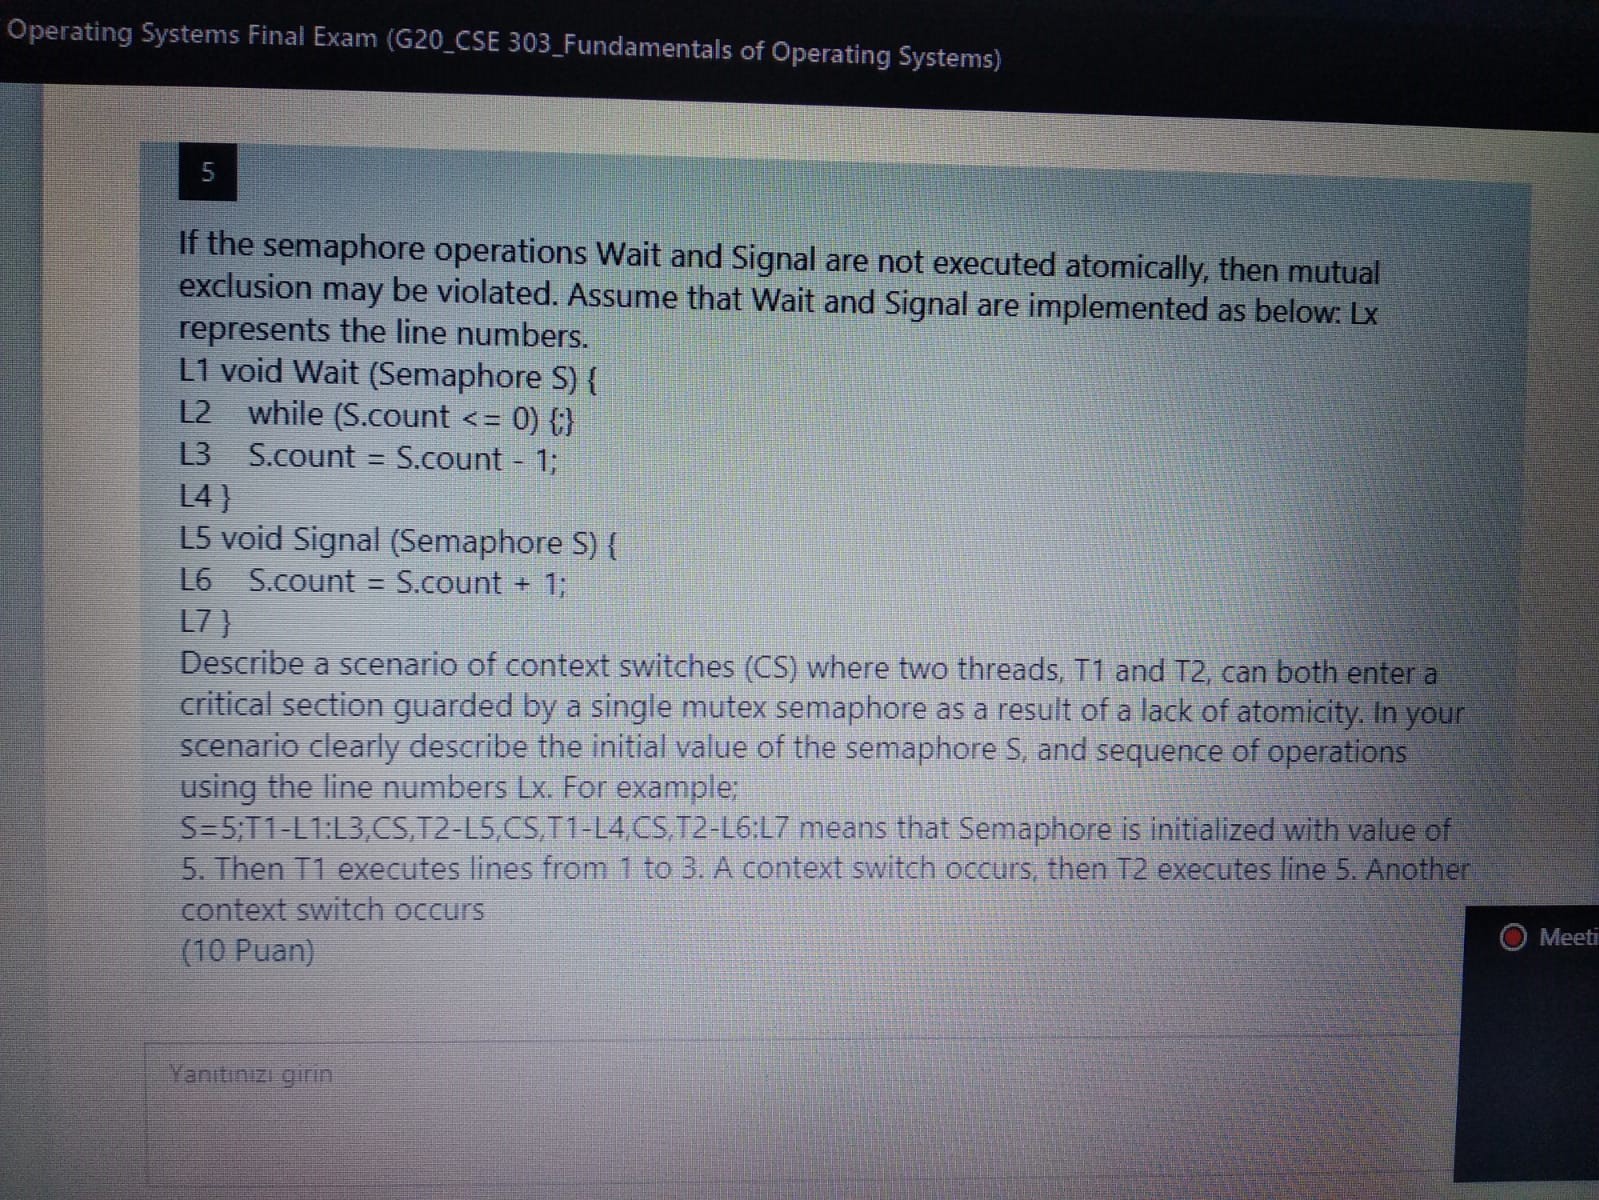 Operating Systems Final Exam (G20_CSE 303_Fundamentals of Operating Systems)
5
If the semaphore operations Wait and Signal are not executed atomically, then mutual
exclusion may be violated. Assume that Wait and Signal are implemented as below: Lx
represents the line numbers.
L1 void Wait (Semaphore S) {
L2 while (S.count <= 0) {;}
L3 S.count = S.count - 1;
L4 }
L5 void Signal (Semaphore S) {
L6 S.count = S.count + 1;
L7 }
Describe a scenario of context switches (CS) where two threads, T1 and T2, can both enter a
critical section guarded by a single mutex semaphore as a result of a lack of atomicity. In your
scenario clearly describe the initial value of the semaphore S, and sequence of operations
using the line numbers Lx. For example;
S=5;T1-L1:L3,CS,T2-L5,CS,T1-L4,CS,T2-L6:L7 means that Semaphore is initialized with value of
5. Then T1 executes lines from 1 to 3. A context switch occurs, then T2 executes line 5. Another
context switch occurs
(10 Puan)
Meeti
Yanıtınızı girin